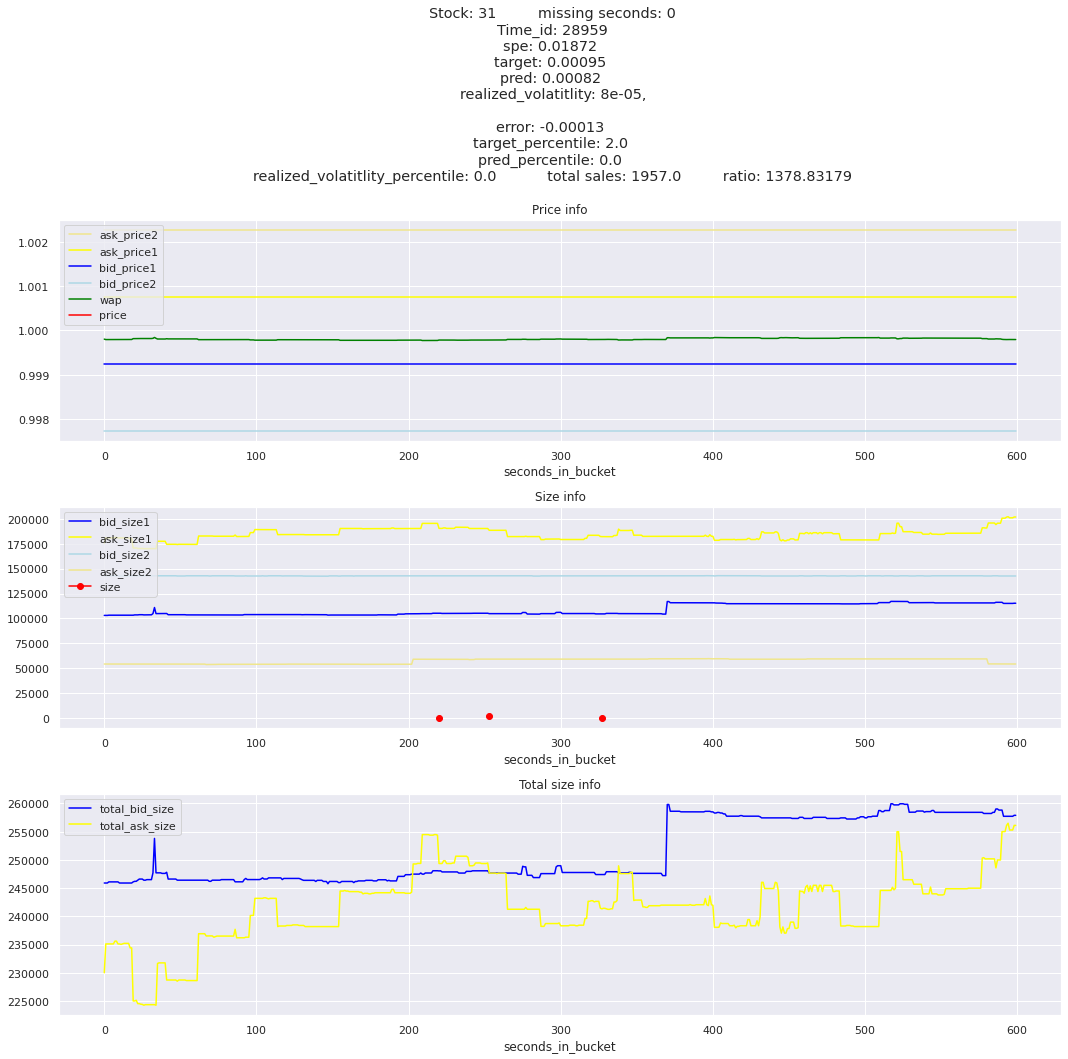 Stock: 31 missing seconds: 0
Time_id: 28959
spe: 0.01872
target: 0.00095
pred: 0.00082
realized_volatitlity: 8e-05,
error: -0.00013
target_percentile: 2.0
pred_percentile: 0.0
realized_volatitlity_percentile: 0.0 total sales: 1957.0 ratio: 1378.83179
Price info
ask_price2
ask_price1
bid_price1
bid_price2
wap
price
1.002
1.001
1.000
0.999
0.998
0 100 200 300 400 500 600
seconds_in_bucket
Size info
bid_size1
ask_size1
bid_size2
ask_size2
size
200000
175000
150000
125000
100000
75000
50000
25000
0
0 100 200 300 400 500 600
seconds_in_bucket
Total size info
total_bid_size
total_ask_size
260000
255000
250000
245000
240000
235000
230000
225000
0 100 200 300 400 500 600
seconds_in_bucket